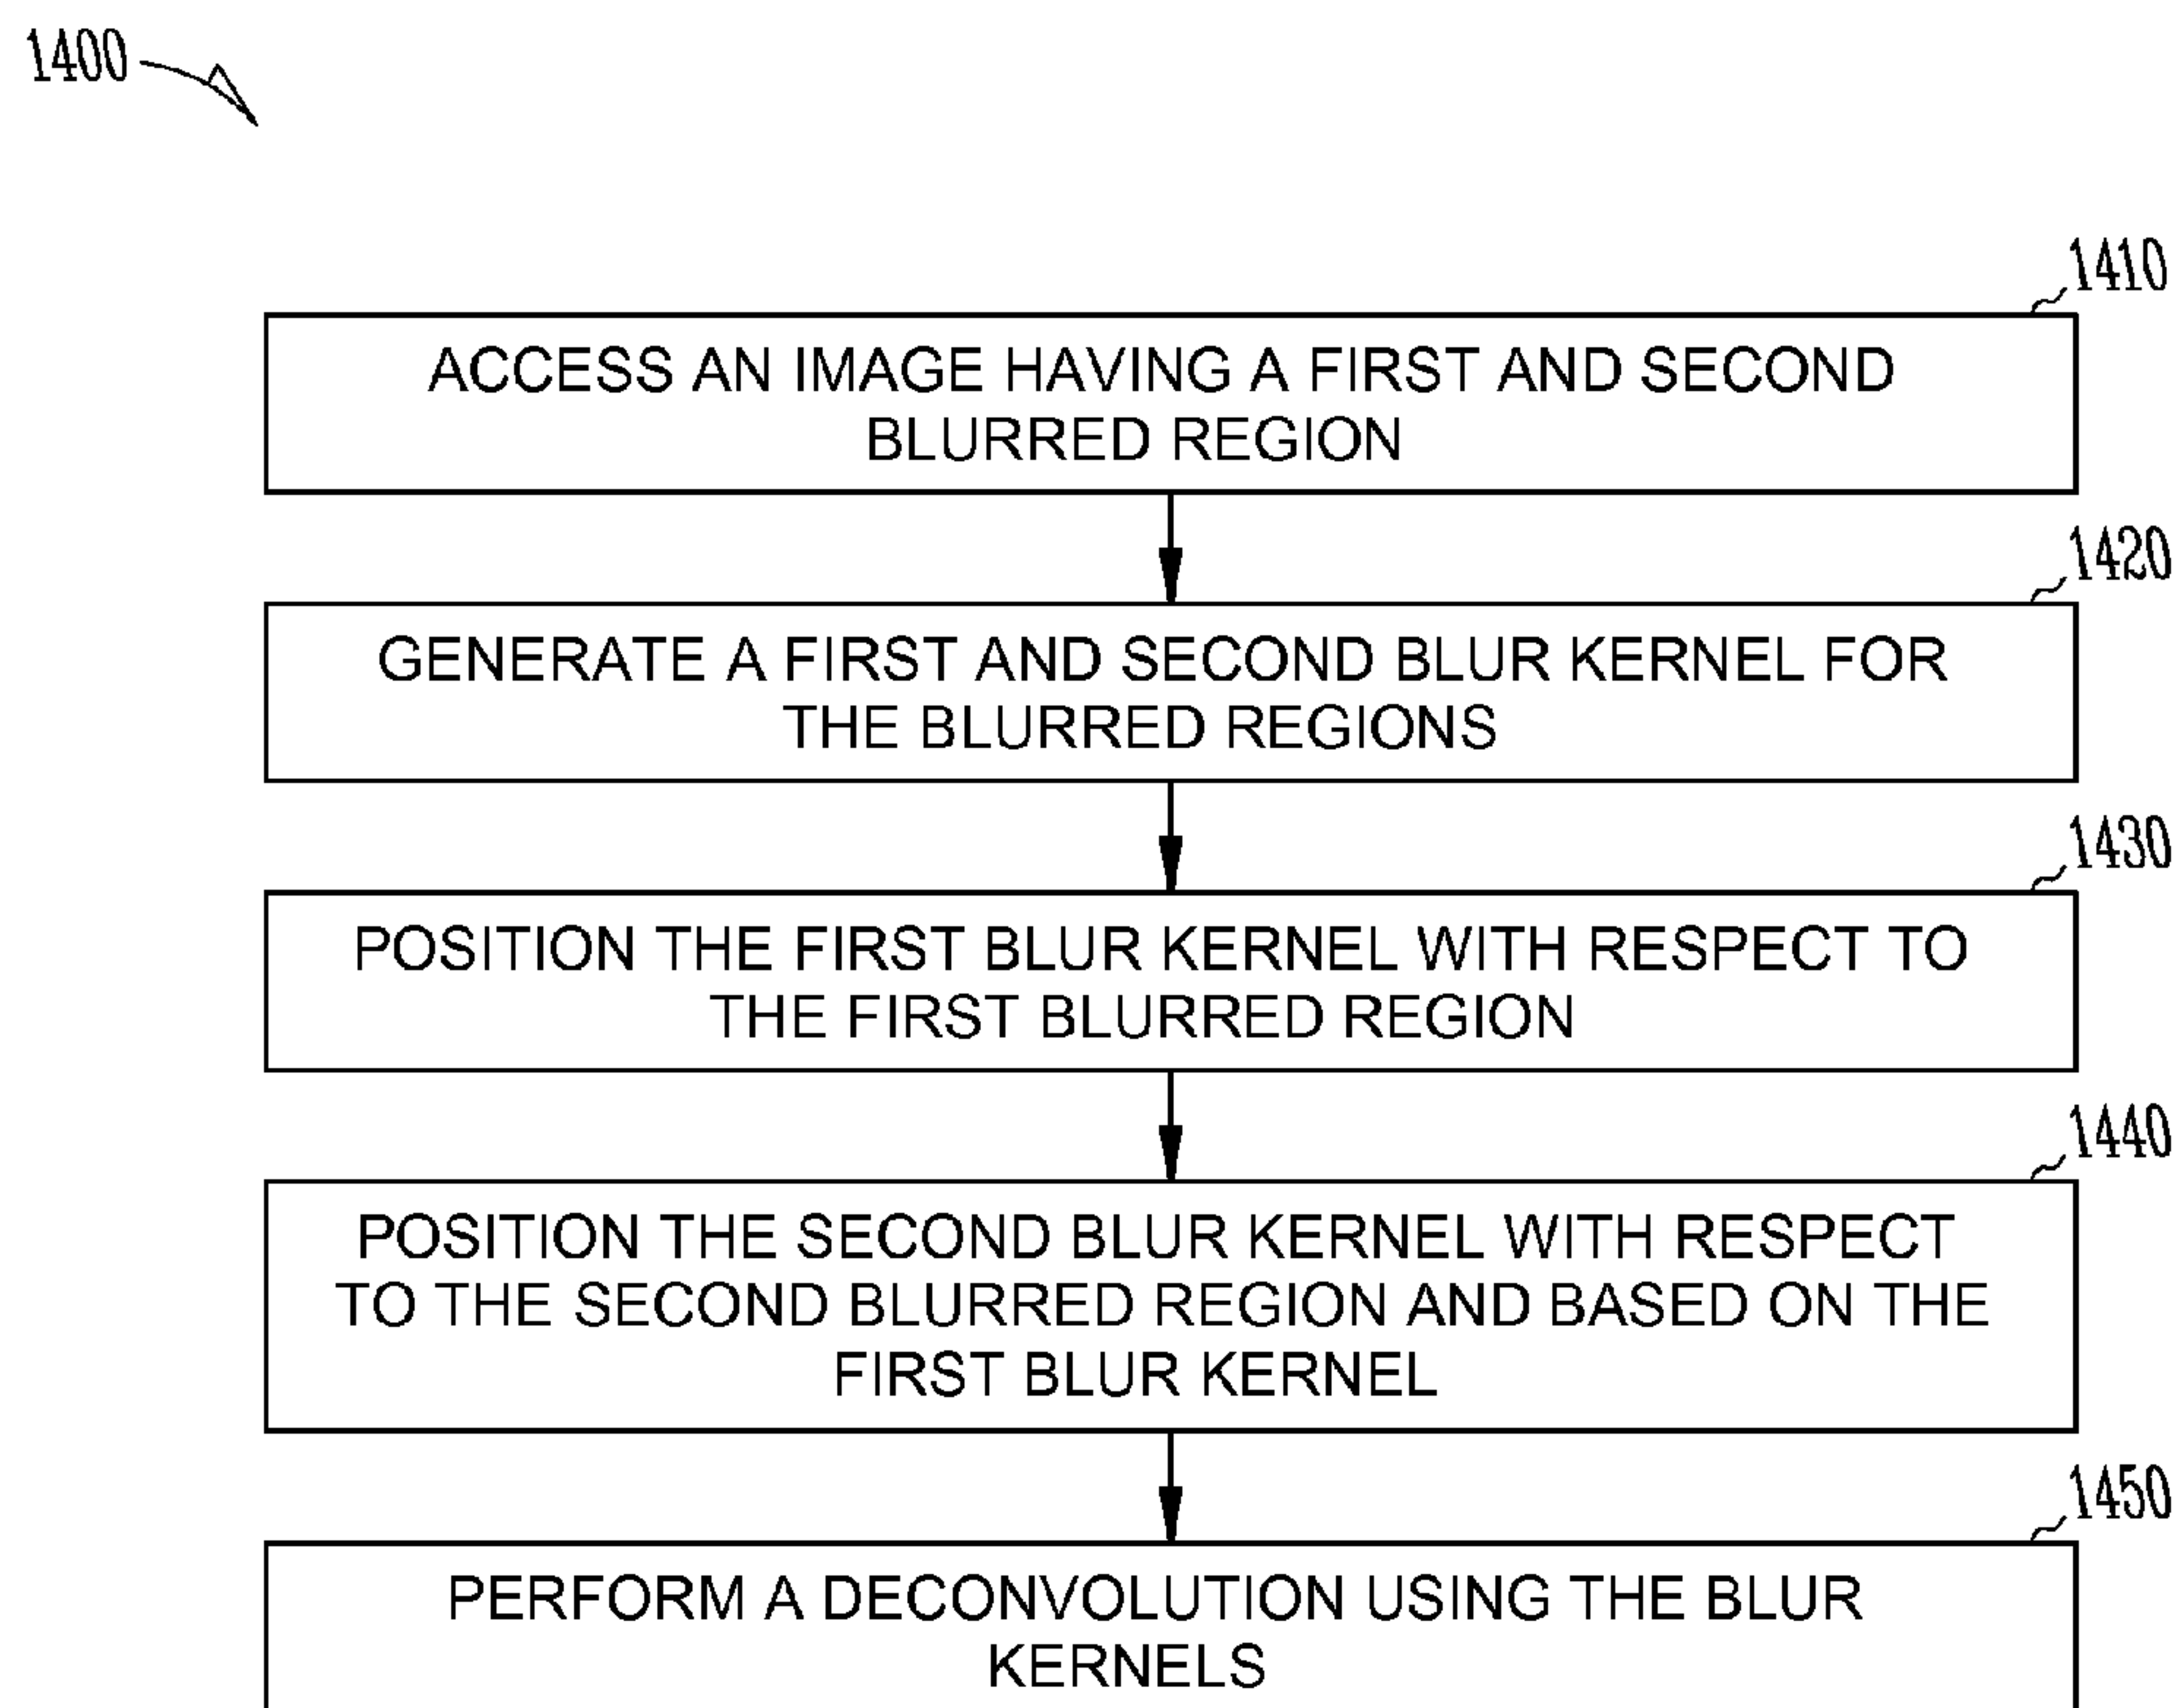 1400
1410
ACCESS AN IMAGE HAVING A FIRST AND SECOND
BLURRED REGION
1420
GENERATE A FIRST AND SECOND BLUR KERNEL FOR
THE BLURRED REGIONS
1430
POSITION THE FIRST BLUR KERNEL WITH RESPECT TO
THE FIRST BLURRED REGION
1440
POSITION THE SECOND BLUR KERNEL WITH RESPECT
TO THE SECOND BLURRED REGION AND BASED ON THE
FIRST BLUR KERNEL
1450
PERFORM A DECONVOLUTION USING THE BLUR
KERNELS